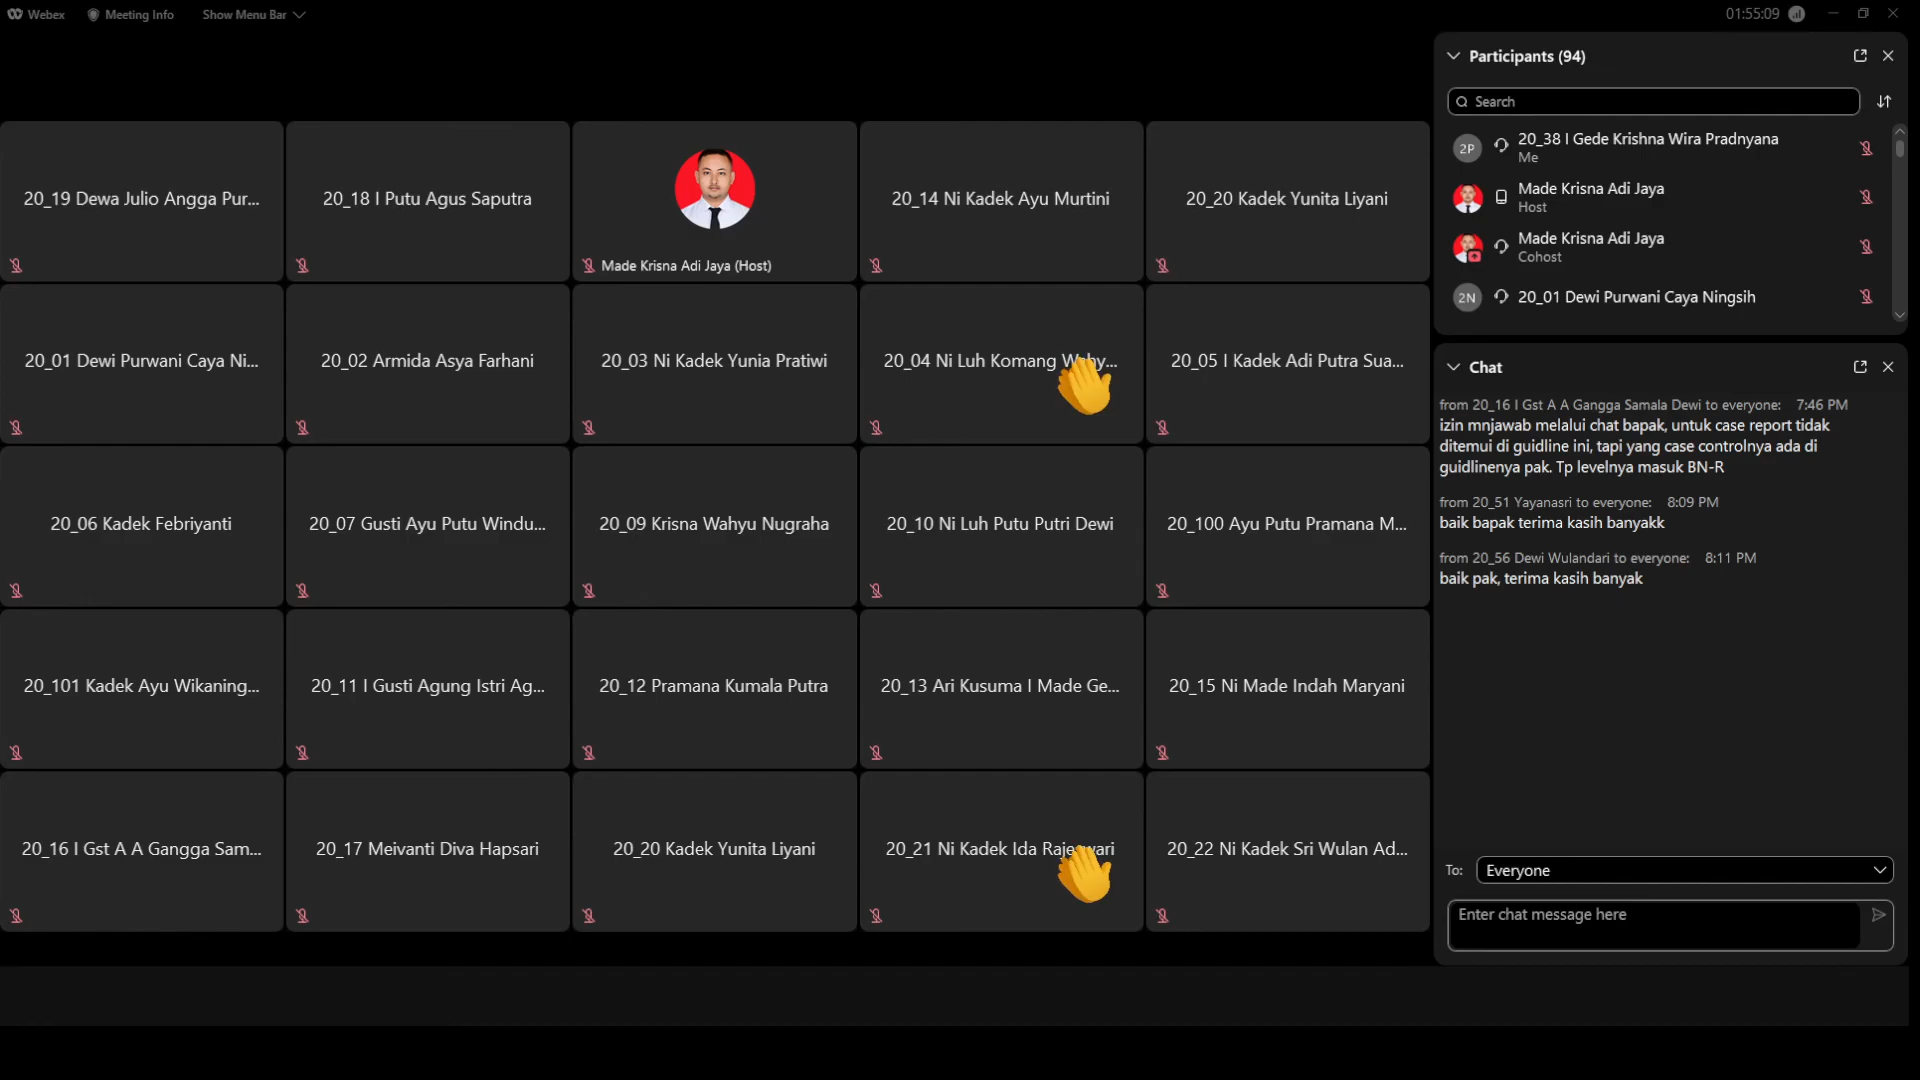 Webex
Meeting Info
Show Menu Bar
01:55:09
20_19 Dewa Julio Angga Pur...
20_18 I Putu Agus Saputra
Made Krisna Adi Jaya (Host)
20_14 Ni Kadek Ayu Murtini
20_20 Kadek Yunita Liyani
20_01 Dewi Purwani Caya Ni...
20_02 Armida Asya Farhani
20_03 Ni Kadek Yunia Pratiwi
20_04 Ni Luh Komang Wahy...
20_05 I Kadek Adi Putra Sua...
20_06 Kadek Febriyanti
20_07 Gusti Ayu Putu Windu...
20_09 Krisna Wahyu Nugraha
20_10 Ni Luh Putu Putri Dewi
20_100 Ayu Putu Pramana M...
20_101 Kadek Ayu Wikaning...
20_11 I Gusti Agung Istri Ag...
20_12 Pramana Kumala Putra
20_13 Ari Kusuma I Made Ge...
20_15 Ni Made Indah Maryani
20_16 I Gst A A Gangga Sam...
20_17 Meivanti Diva Hapsari
20_20 Kadek Yunita Liyani
20_21 Ni Kadek Ida
20_22 Ni Kadek Sri Wulan Ad...
Participants (94)
Search
2P
20_38 I Gede Krishna Wira Pradnyana
Me
Made Krisna Adi Jaya
Host
Made Krisna Adi Jaya
Cohost
2N
20_01 Dewi Purwani Caya Ningsih
Chat
from 20_16 I Gst A A Gangga Samala Dewi to everyone: 7:46 PM
izin mnjawab melalui chat bapak, untuk case report tidak
ditemui di guidline ini, tapi yang case controlnya ada di
guidlinenya pak. Tp levelnya masuk BN-R
from 20_51 Yayanasri to everyone: 8:09 PM
baik bapak terima kasih banyakk
from 20_56 Dewi Wulandari to everyone: 8:11 PM
baik pak, terima kasih banyak
To:
Everyone
Enter chat message here